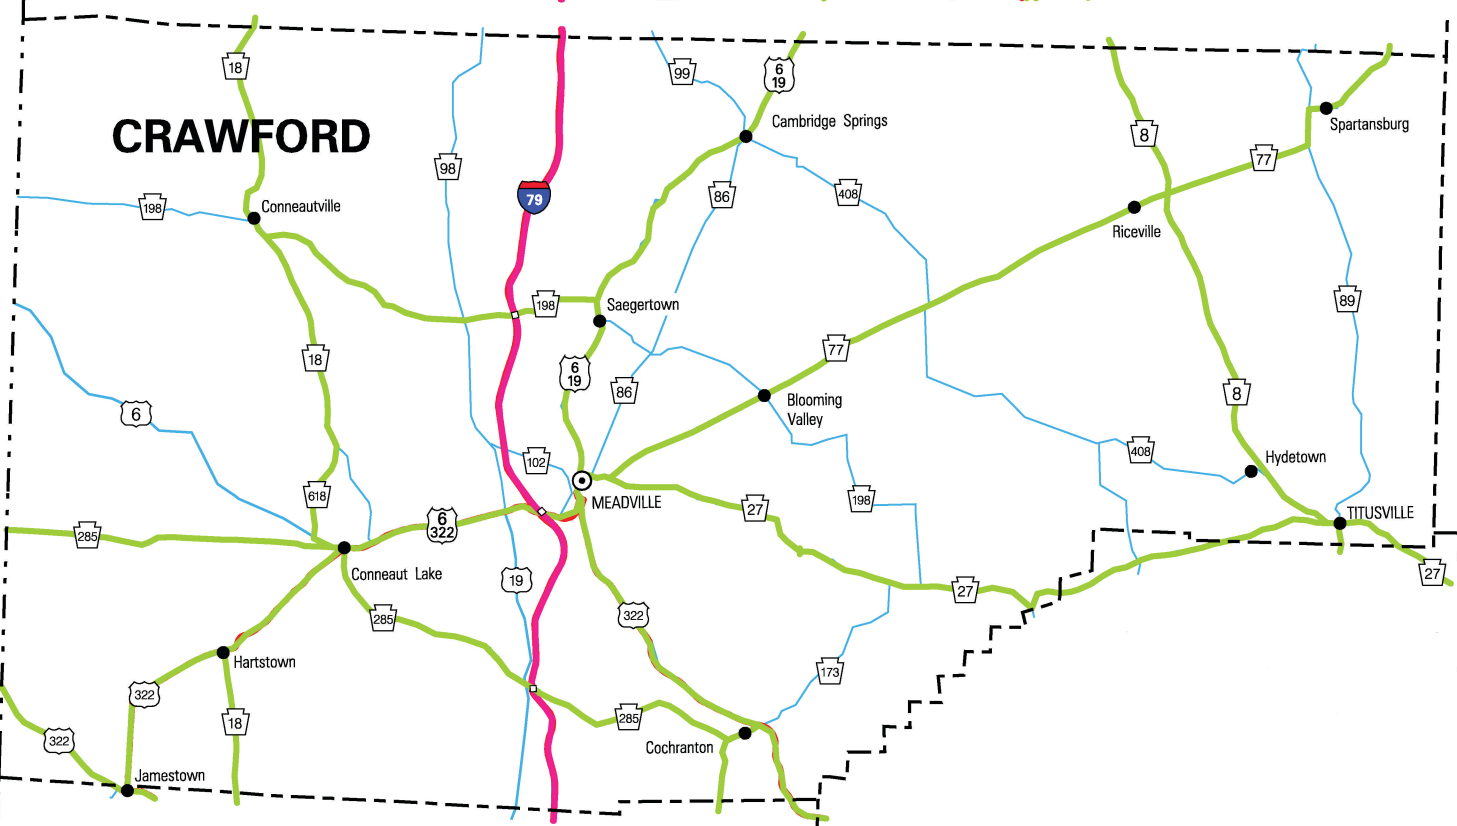 18
99
6
19
CRAWFORD
8
Spartansburg
Cambridge Springs
77
98
79
86
408
198
Conneautville
Riceville
198
Saegertown
89
18
77
6
19
86
8
6
Blooming
Valley
408
Hydetown
102
618
MEADVILLE
198
27
TITUSVILLE
285
6
322
Conneaut Lake
19
27
27
285
322
Hartstown
173
322
18
285
322
Cochranton
Jamestown